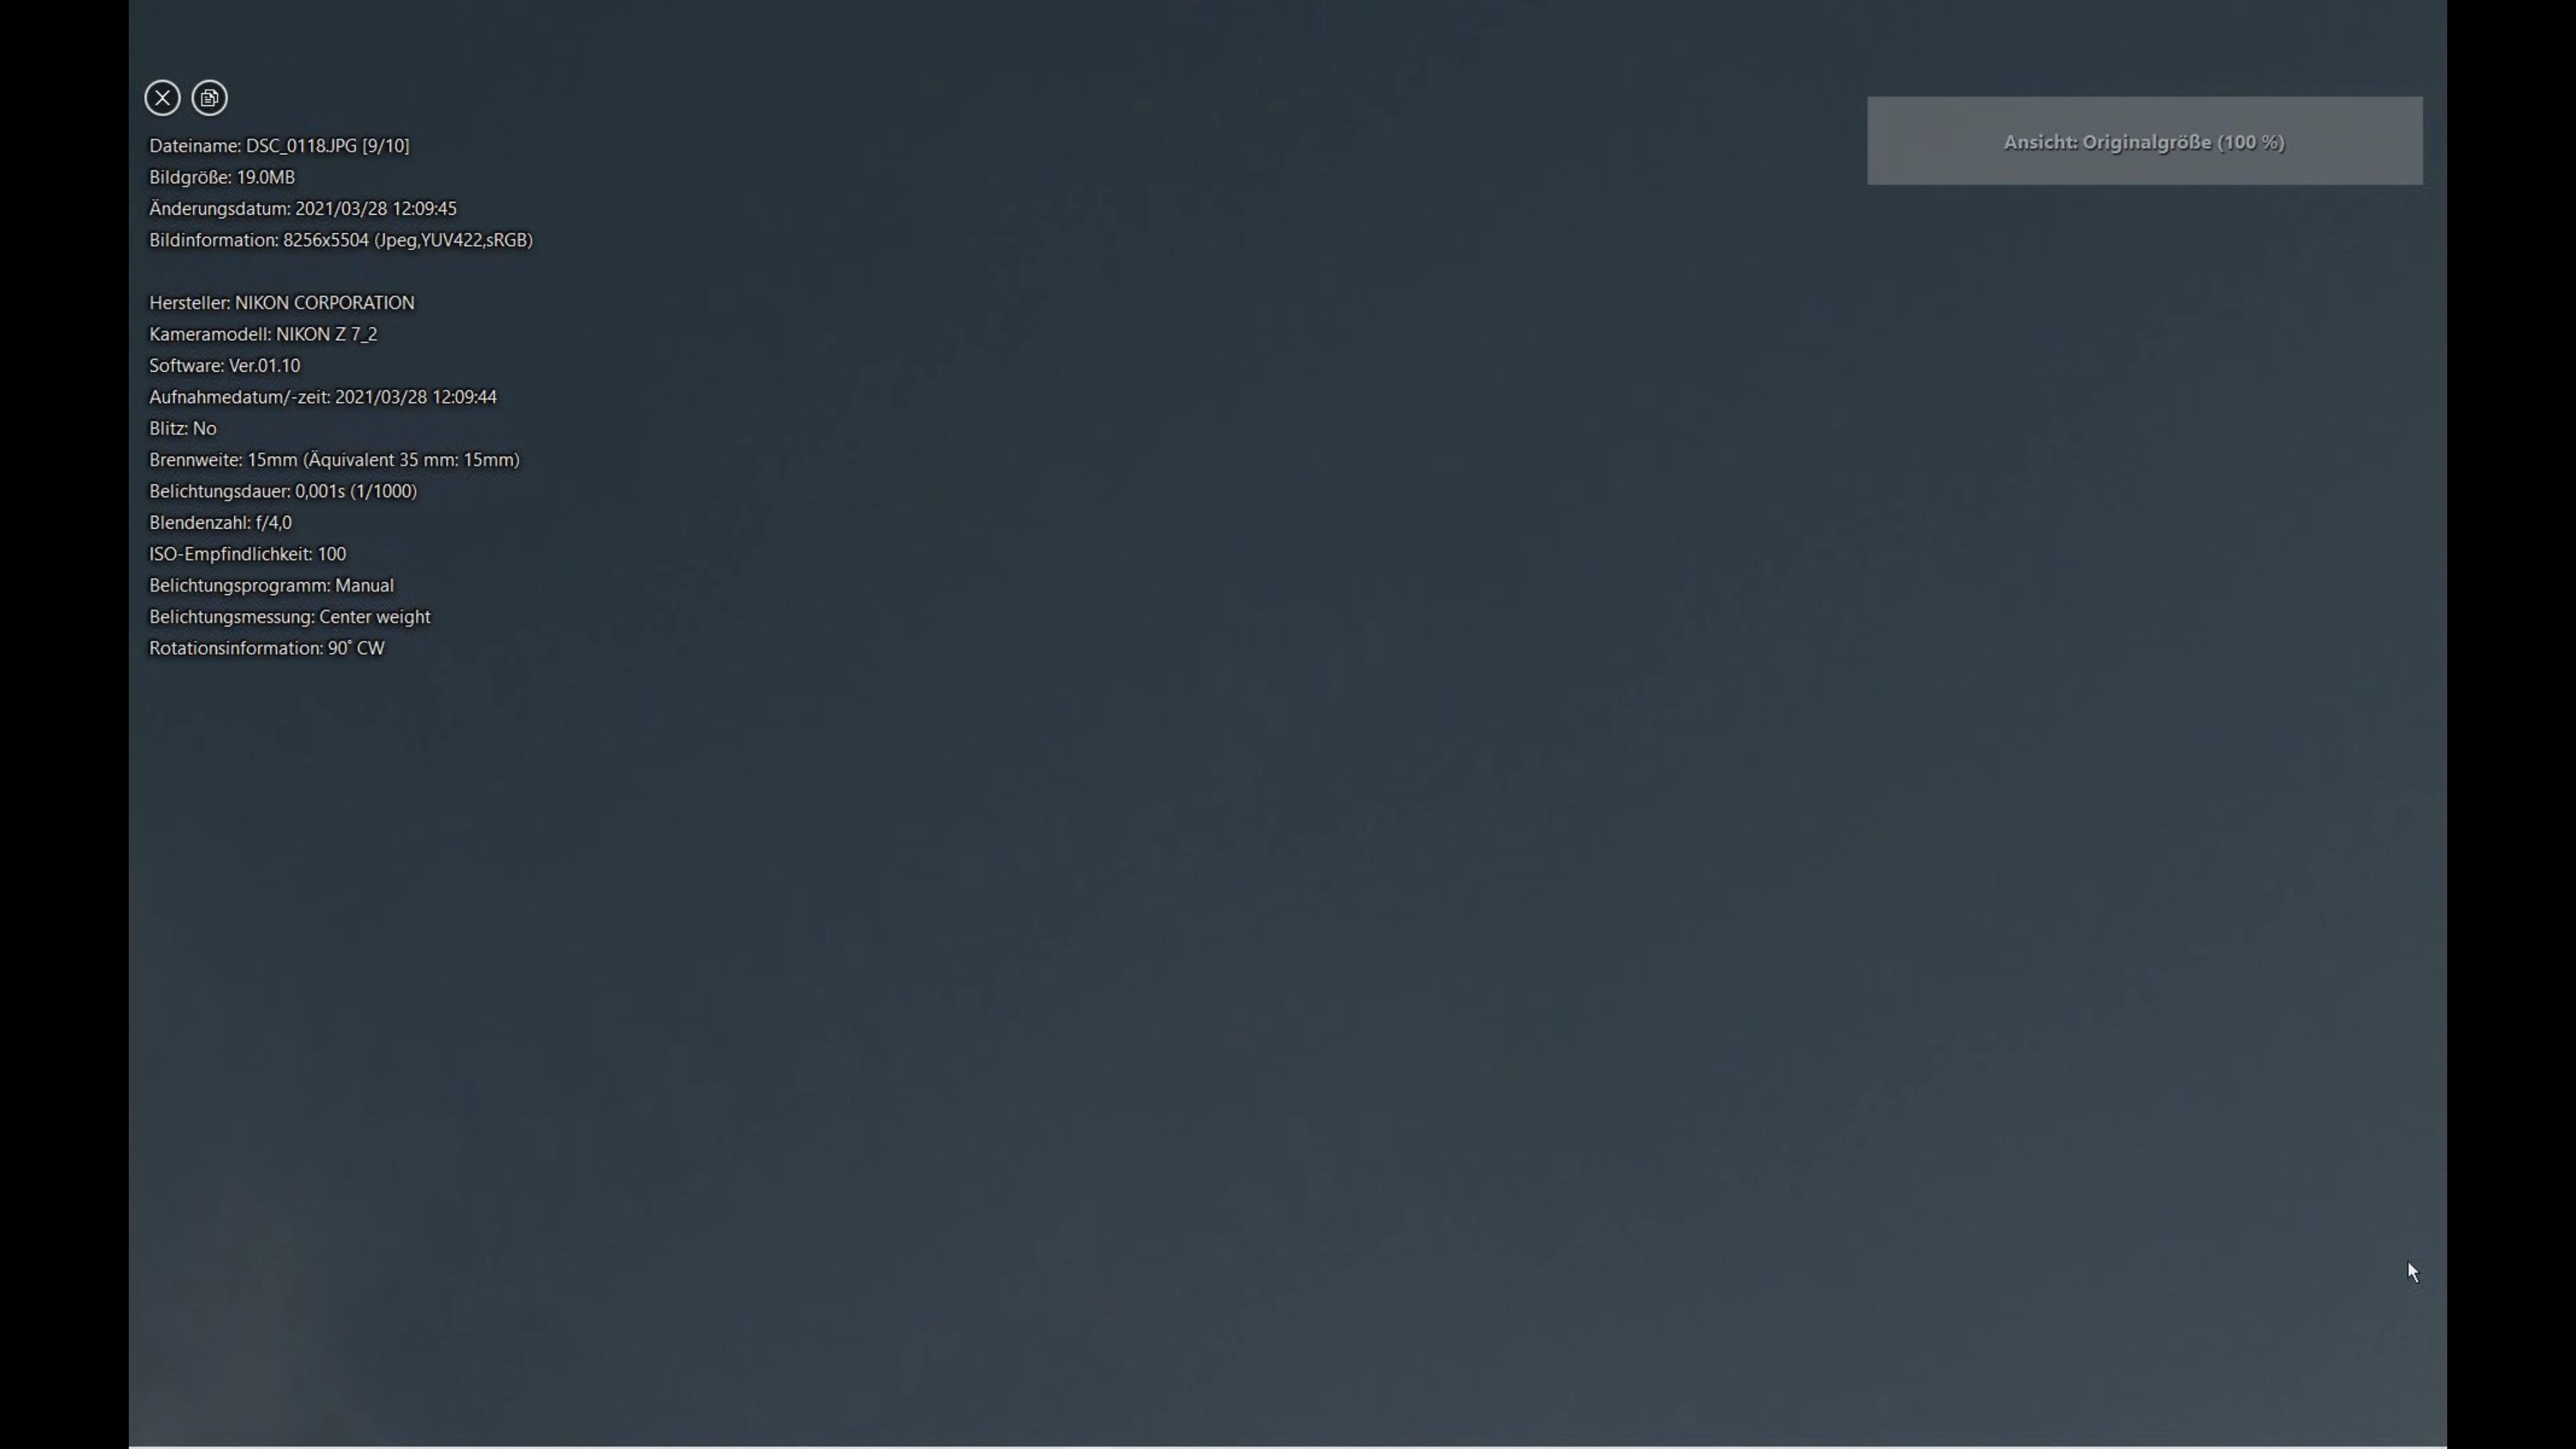 Dateiname: DSC_0118.JPG [9/10]
Bildgröße: 19.0MB
Änderungsdatum: 2021/03/28 12:09:45
Bildinformation: 8256x5504 (Jpeg,YUV422,sRGB)
Hersteller: NIKON CORPORATION
Kameramodell: NIKON Z 7_2
Software: Ver.01.10
Aufnahmedatum/-zeit: 2021/03/28 12:09:44
Blitz: No
Brennweite: 15mm (Äquivalent 35 mm: 15mm)
Belichtungsdauer: 0,001s (1/1000)
Blendenzahl: f/4,0
ISO-Empfindlichkeit: 100
Belichtungsprogramm: Manual
Belichtungsmessung: Center weight
Rotationsinformation: 90° CW
Ansicht: Originalgröße (100 %)